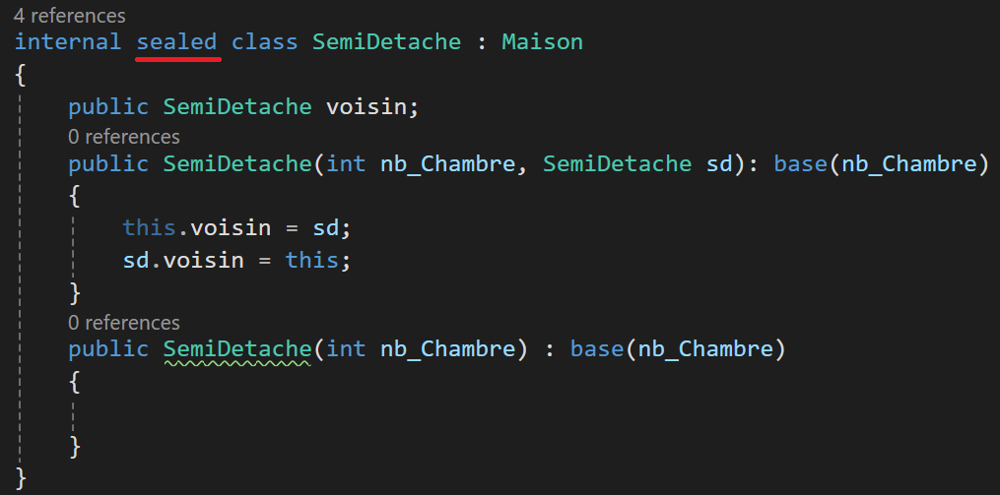 4 references
internal sealed class SemiDetache : Maison
{
public SemiDetache voisin;
0 references
public SemiDetache(int nb_Chambre, SemiDetache sd): base(nb_Chambre)
{
this.voisin = sd;
sd.voisin = this;
}
0 references
public SemiDetache(int nb_Chambre) : base(nb_Chambre)
{
}
}